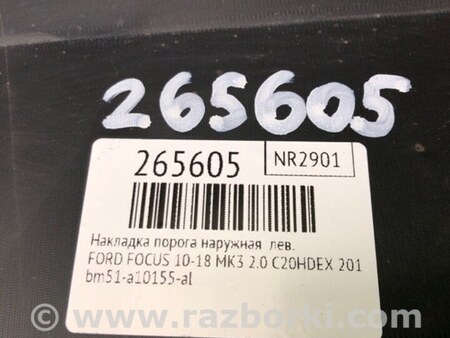 265605
265605
NR2901
Накладка порога наружная лев.
FORD FOCUS 10-18 MK3 2.0 C20HDEX 201
bm51-a10155-al
© www.razborki.com